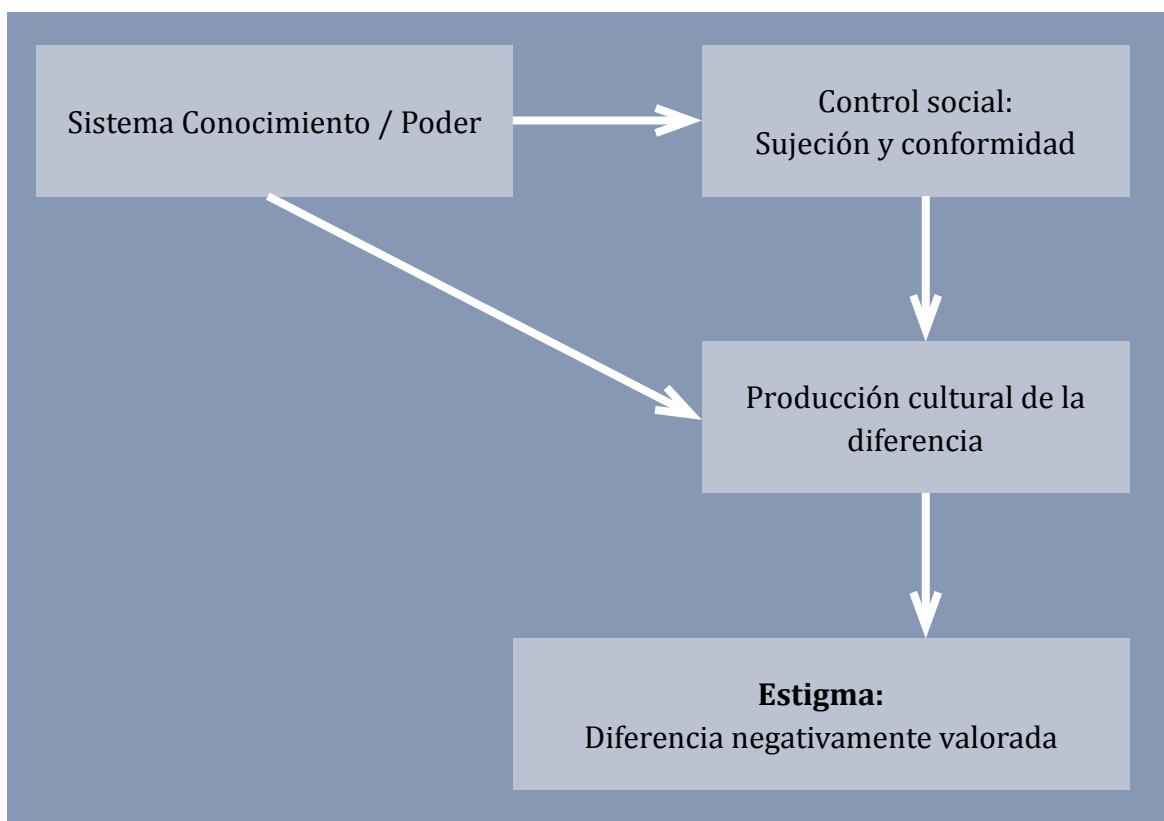 Sistema Conocimiento / Poder
Control social:
Sujeción y conformidad
Producción cultural de la
diferencia
Estigma:
Diferencia negativamente valorada